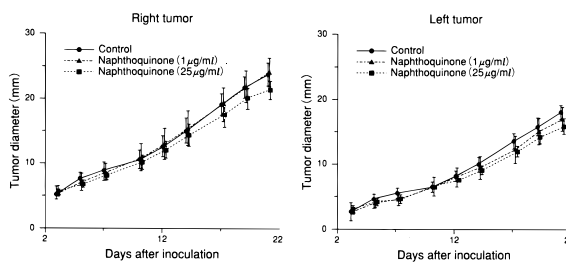 Right tumor
30
20
10
0
Tumor diameter (mm)
Control
Naphthoquinone (1μg/ml)
Naphthoquinone (25μg/ml)
2
12
22
Days after inoculation
Left tumor
30
20
10
0
Tumor diameter (mm)
Control
Naphthoquinone (1μg/ml)
Naphthoquinone (25μg/ml)
2
12
2
Days after inoculation